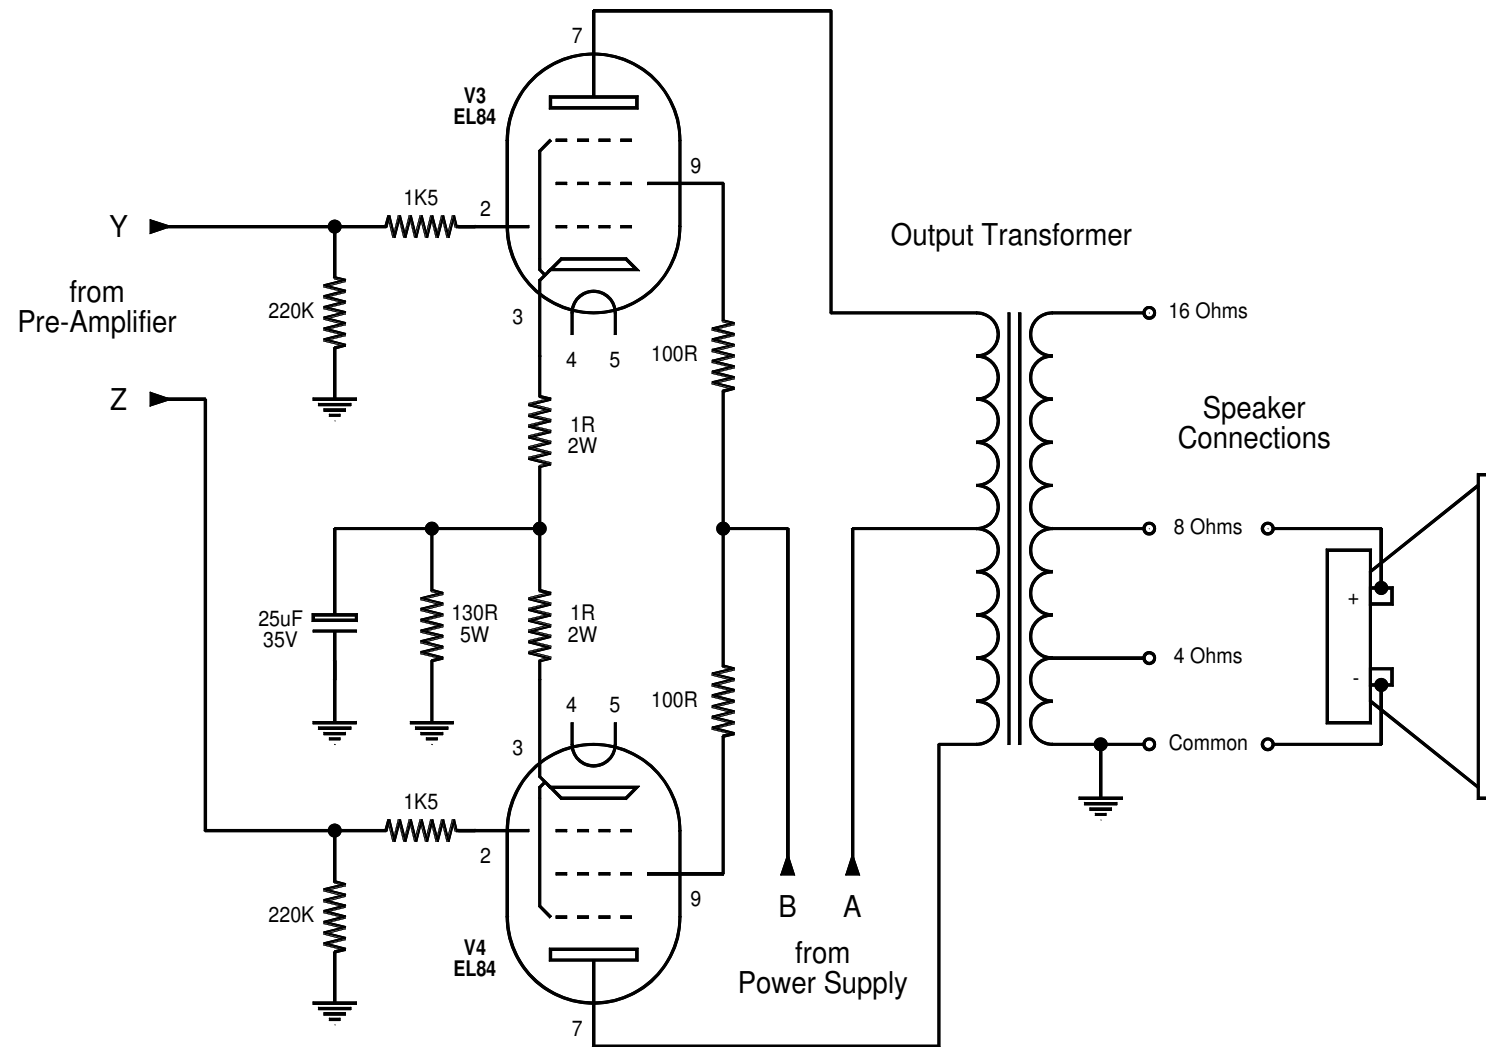 7
V3
EL84
9
1K5
2
Y
Output Transformer
from
Pre-Amplifier
220K
3
16 Ohms
4
5
100R
Z
Speaker
Connections
1R
2W
8 Ohms
25uF
35V
130R
5W
1R
2W
+
4 Ohms
-
4
5
100R
3
Common
1K5
2
9
B
A
220K
V4
EL84
from
Power Supply
7